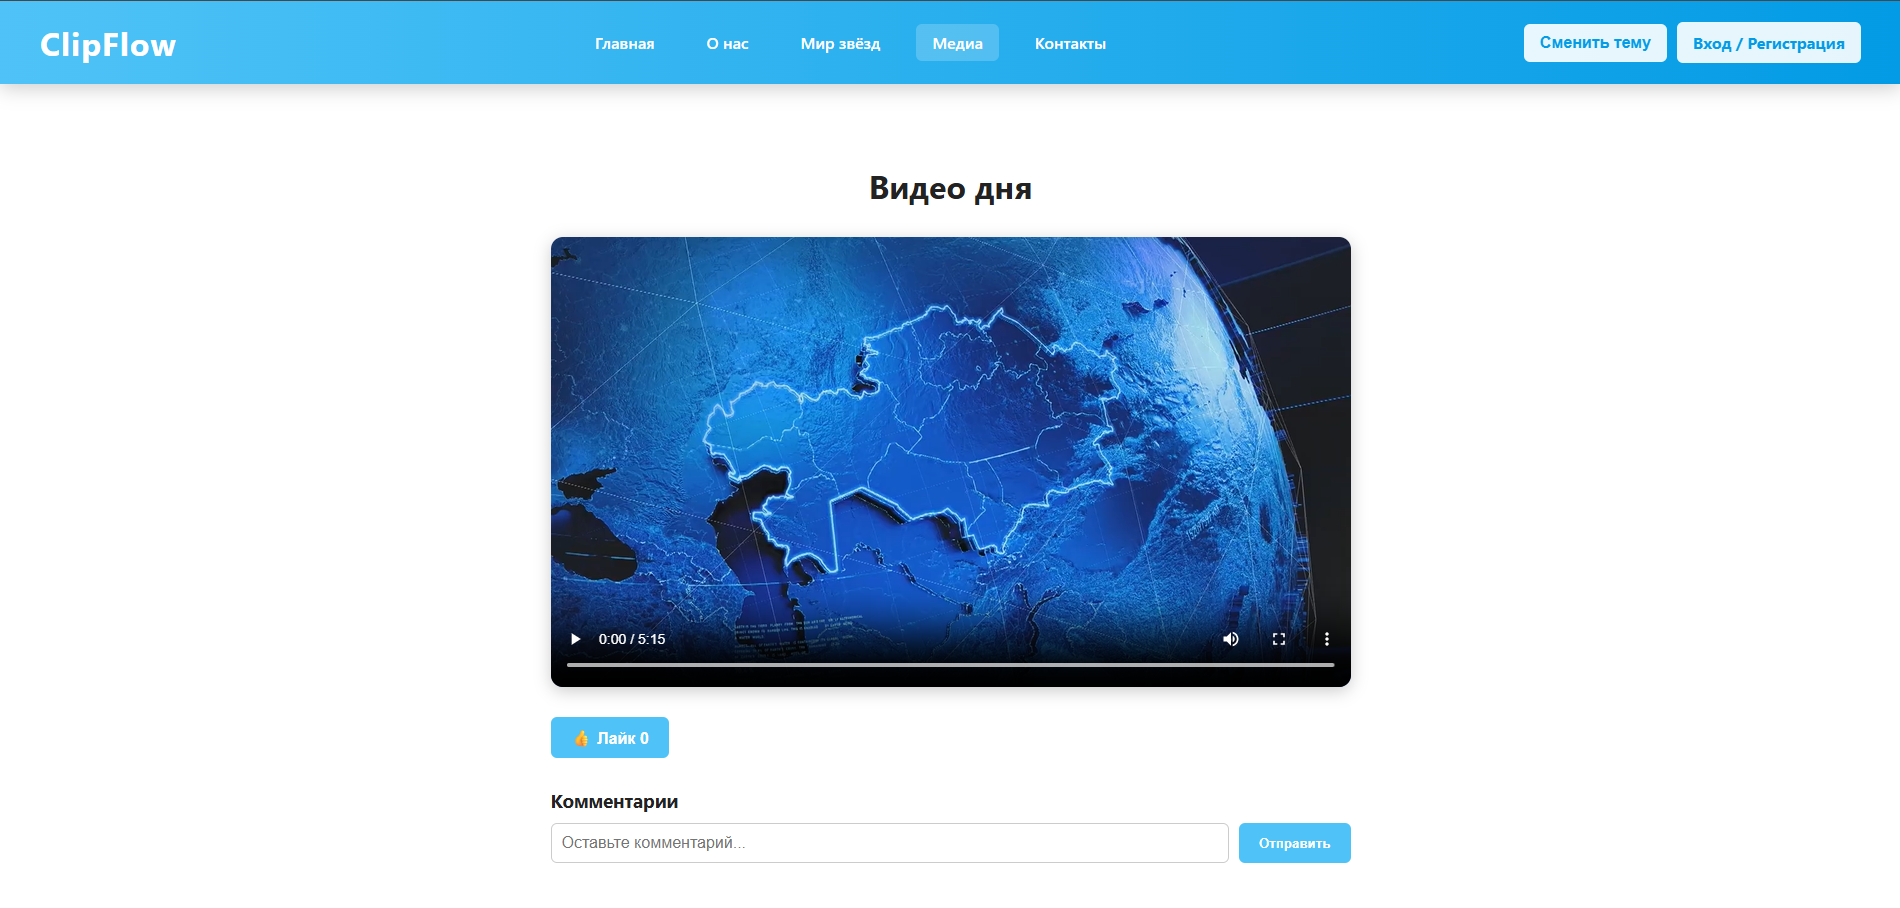 ClipFlow
Главная О нас Мир звёзд Медиа Контакты
Сменить тему Вход / Регистрация
Видео дня
0:00 / 5:15
👍 Лайк 0
Комментарии
Оставьте комментарий...
Отправить